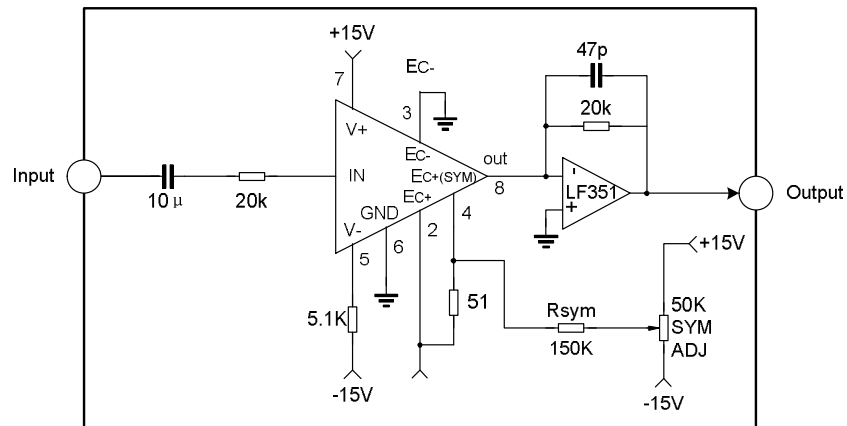 +15V
7
EC-
3
47p
20k
V+
EC-
out
Input
IN
EC+(SYM)
8
LF351
-
+
Output
10 μ
20k
GND
EC+
V-
4
6
2
5
+15V
5.1K
51
Rsym
150K
50K
SYM
ADJ
-15V
-15V